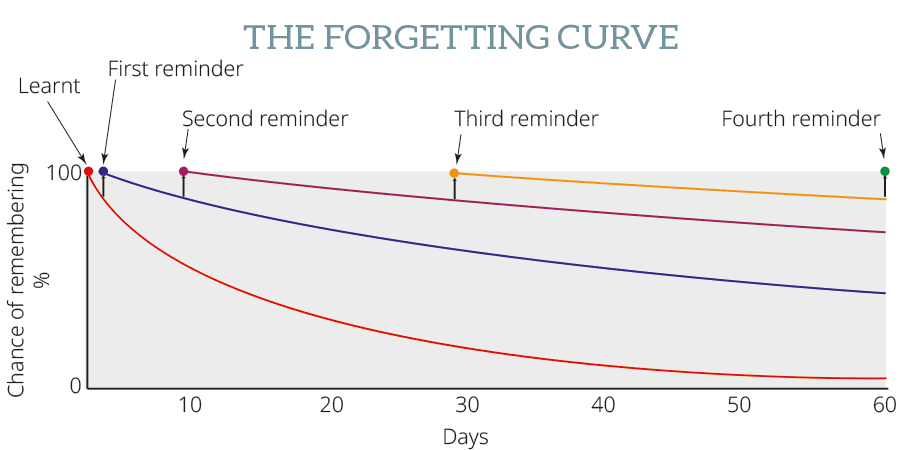 THE FORGETTING CURVE
First reminder
Learnt
Second reminder
Third reminder
Fourth reminder
100
Chance of remembering
%
0
10
20
30
40
50
60
Days